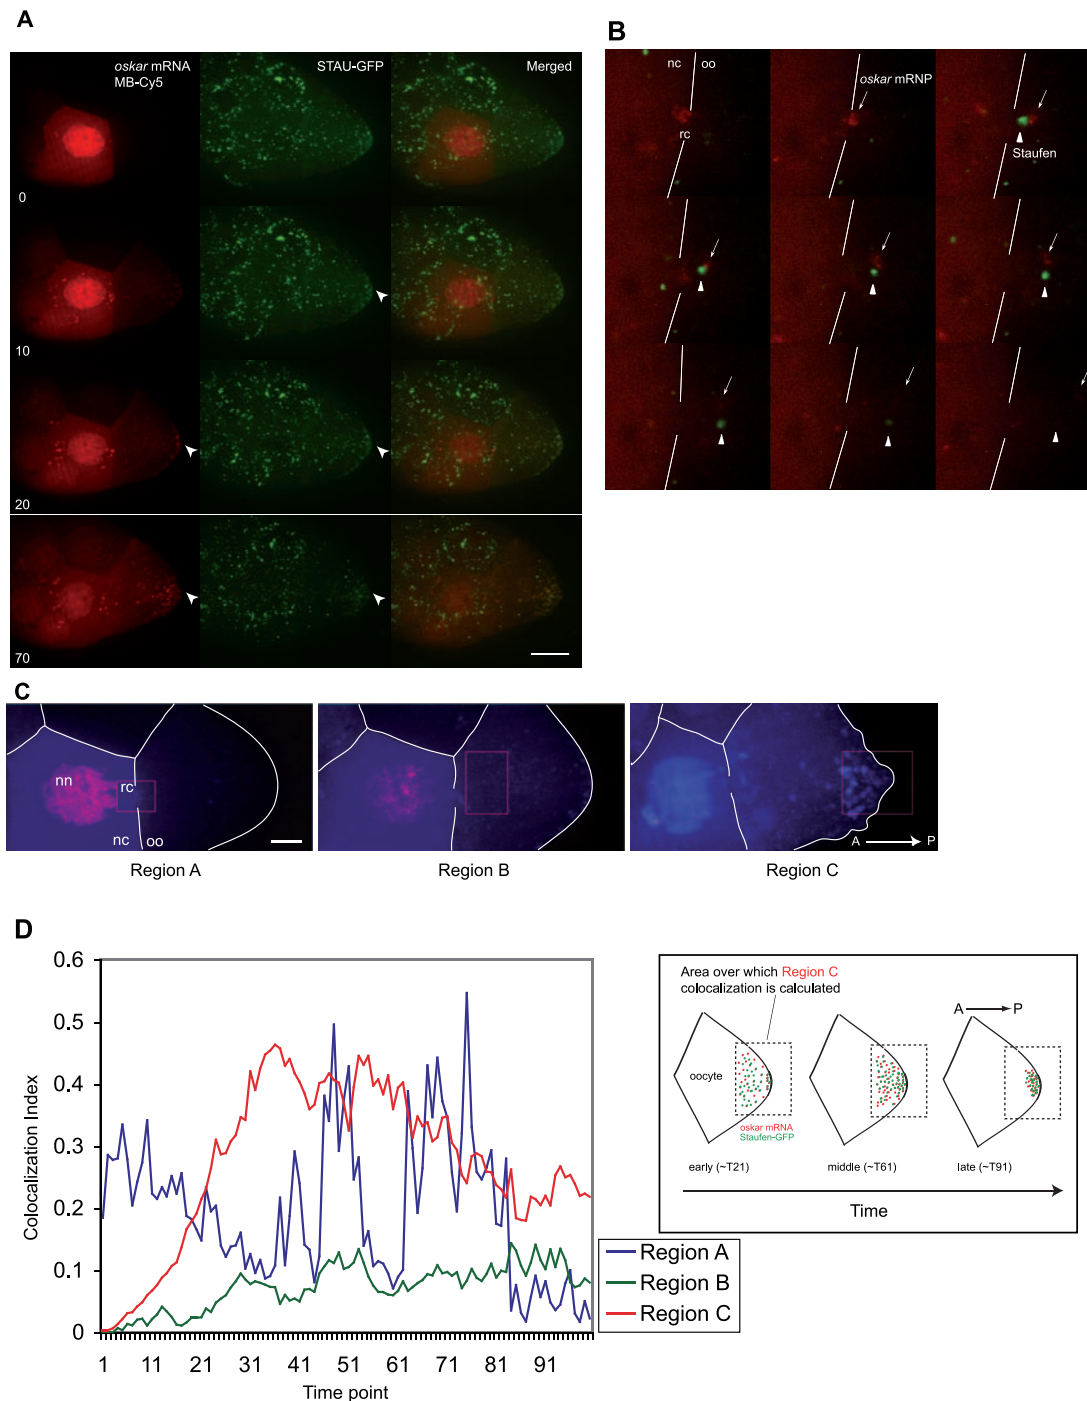 A
oskar mRNA
MB-Cy5
STAU-GFP
Merged
0
10
20
70
B
nc
oo
oskar mRNP
rc
Staufen
C
nn
rc
nc
oo
A
P
Region A
Region B
Region C
D
0.6
0.5
0.4
0.3
0.2
0.1
0
Colocalization Index
1
11
21
31
41
51
61
71
81
91
Time point
Region A
Region B
Region C
Area over which Region C
colocalization is calculated
A
P
oocyte
oskar mRNA
Staufen-GFP
early (~T21)
middle (~T61)
late (~T91)
Time